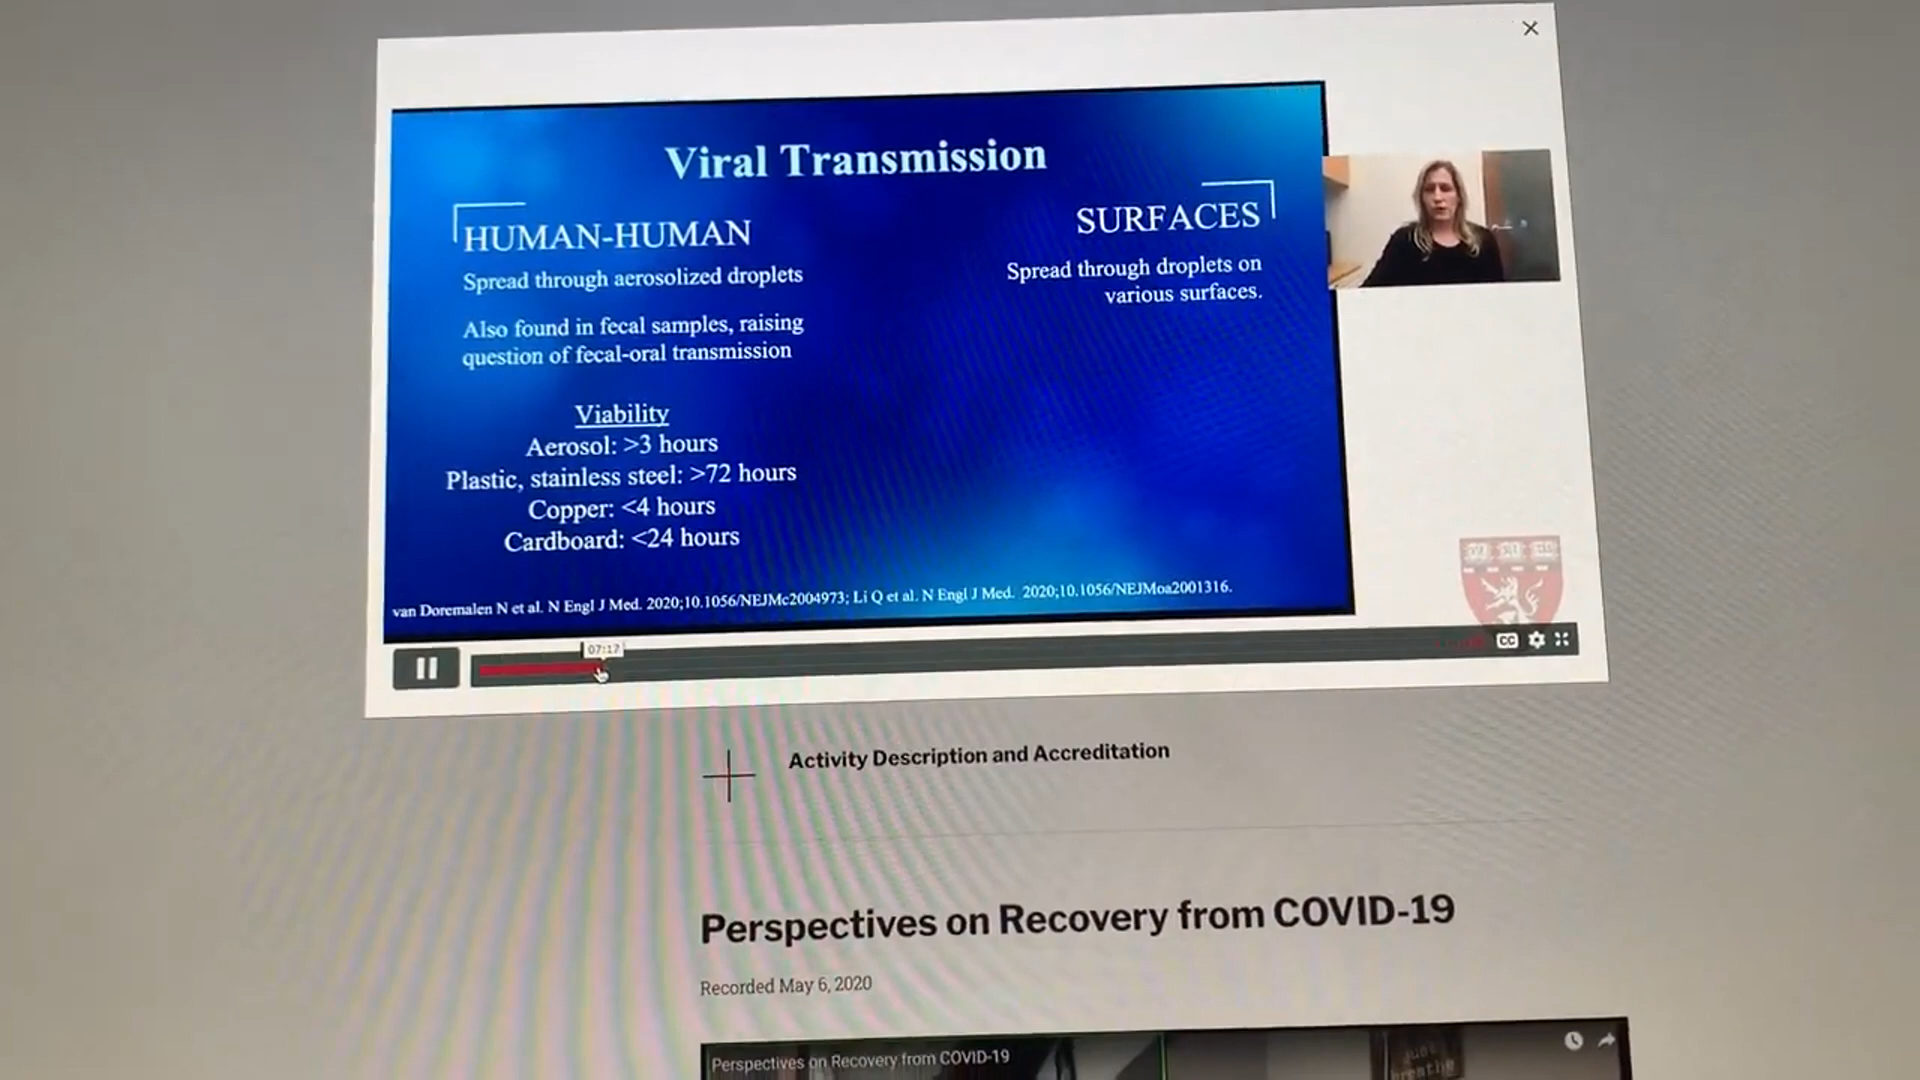 Viral Transmission
HUMAN-HUMAN
Spread through aerosolized droplets
Also found in fecal samples, raising
question of fecal-oral transmission
Viability
Aerosol: >3 hours
Plastic, stainless steel: >72 hours
Copper: <4 hours
Cardboard: <24 hours
SURFACES
Spread through droplets on
various surfaces.
van Doremalen N et al. N Engl J Med. 2020;10.1056/NEJMc2004973; Li Q et al. N Engl J Med. 2020;10.1056/NEJMoa2001316.
07:17
CC
Activity Description and Accreditation
Perspectives on Recovery from COVID-19
Recorded May 6, 2020
Perspectives on Recovery from COVID-19
just
breathe